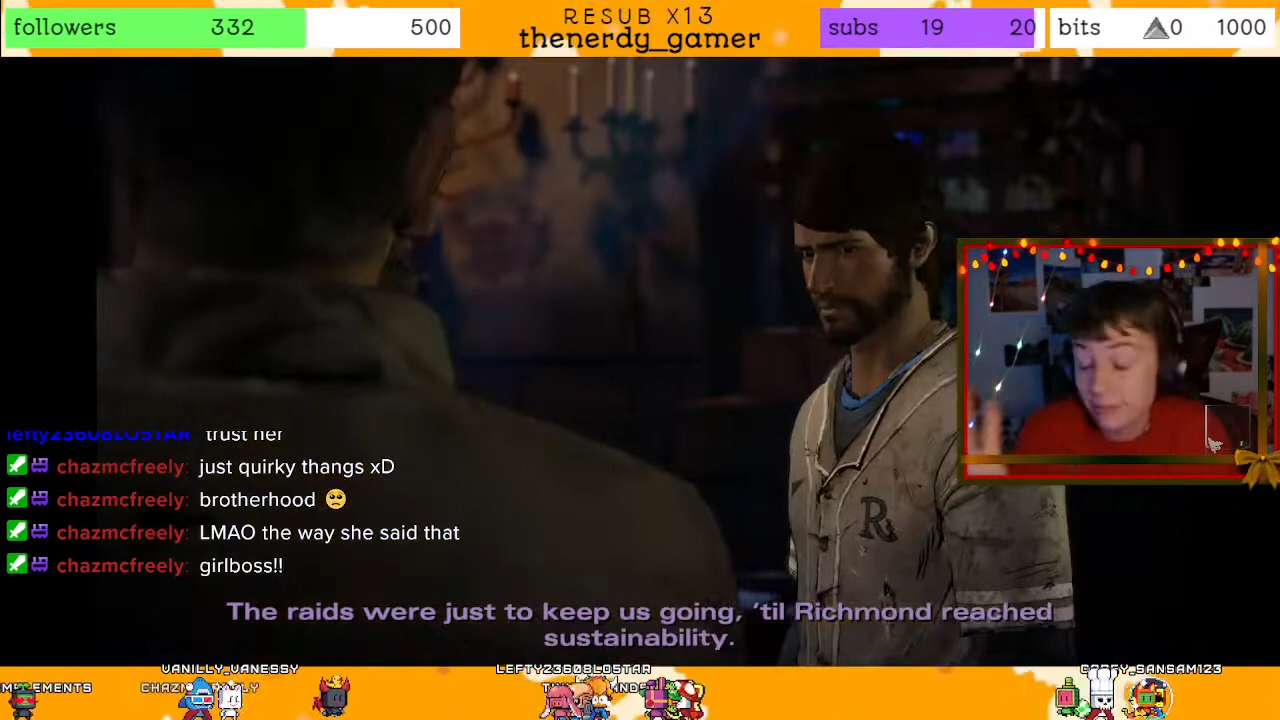 followers 332 500
RESUB X13
thenerdy_gamer
subs 19 20
bits 0 1000
lefty23608LO5TAR trust her
chazmcfreely: just quirky thangs xD
chazmcfreely: brotherhood 🥺
chazmcfreely: LMAO the way she said that
chazmcfreely: girlboss!!
R
The raids were just to keep us going, 'til Richmond reached
sustainability.
VANILLY_VANESSY
LEFTY23608LO5TAR